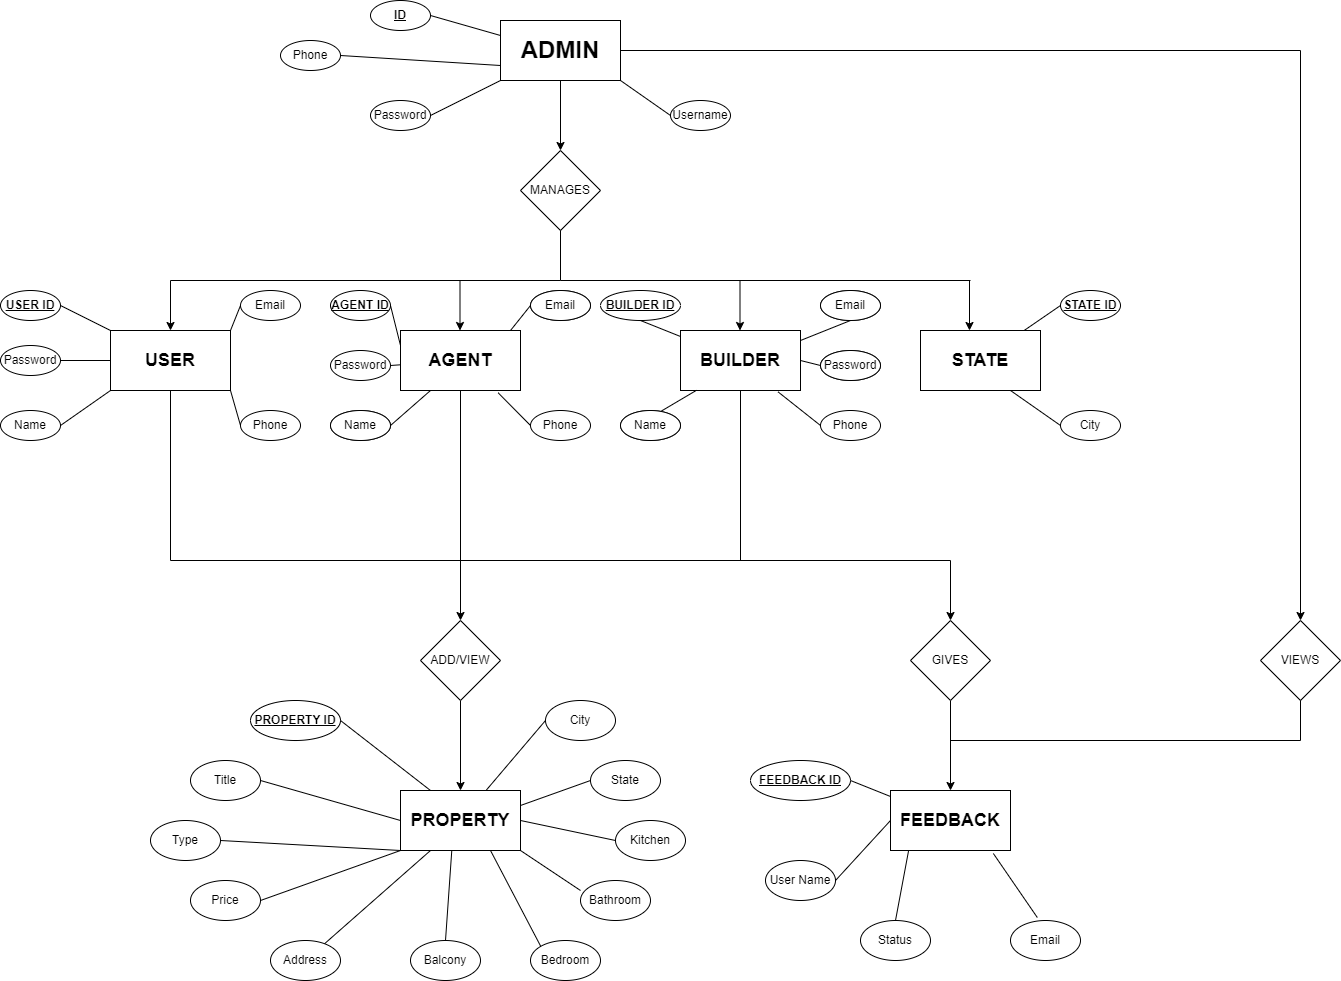 ID
ADMIN
Phone
Password
Username
MANAGES
USER ID
Email
AGENT ID
Email
BUILDER ID
Email
STATE ID
Password
USER
Password
AGENT
BUILDER
Password
STATE
Name
Phone
Name
Phone
Name
Phone
City
ADD/VIEW
GIVES
VIEWS
PROPERTY ID
City
Title
State
FEEDBACK ID
PROPERTY
FEEDBACK
Type
Kitchen
Price
Bathroom
User Name
Address
Balcony
Bedroom
Status
Email